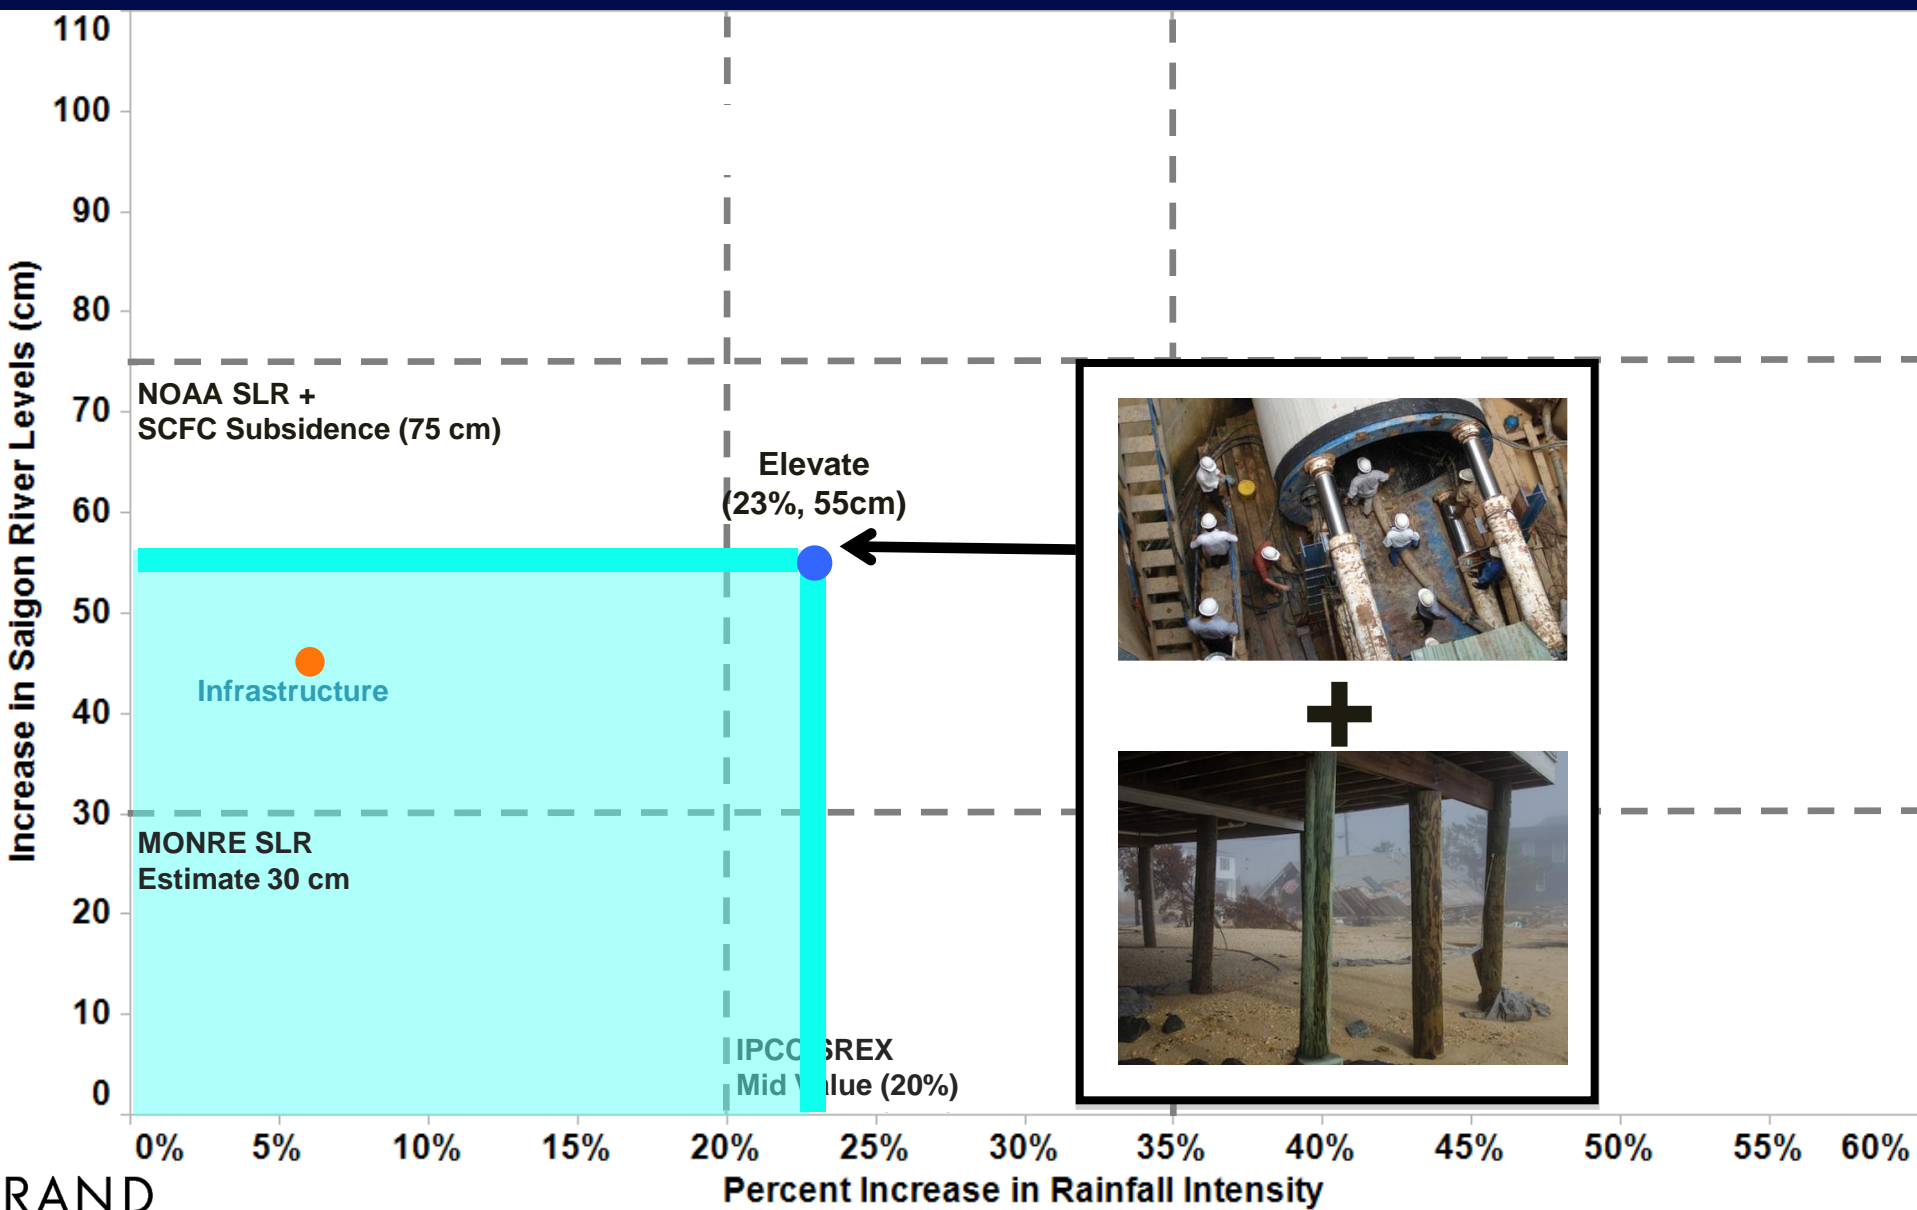 110
100
90
80
70
60
50
40
30
20
10
0
Increase in Saigon River Levels (cm)
NOAA SLR +
SCFC Subsidence (75 cm)
Elevate
(23%, 55cm)
Infrastructure
MONRE SLR
Estimate 30 cm
IPCC SREX
Mid Value (20%)
0% 5% 10% 15% 20% 25% 30% 35% 40% 45% 50% 55% 60%
Percent Increase in Rainfall Intensity
RAND